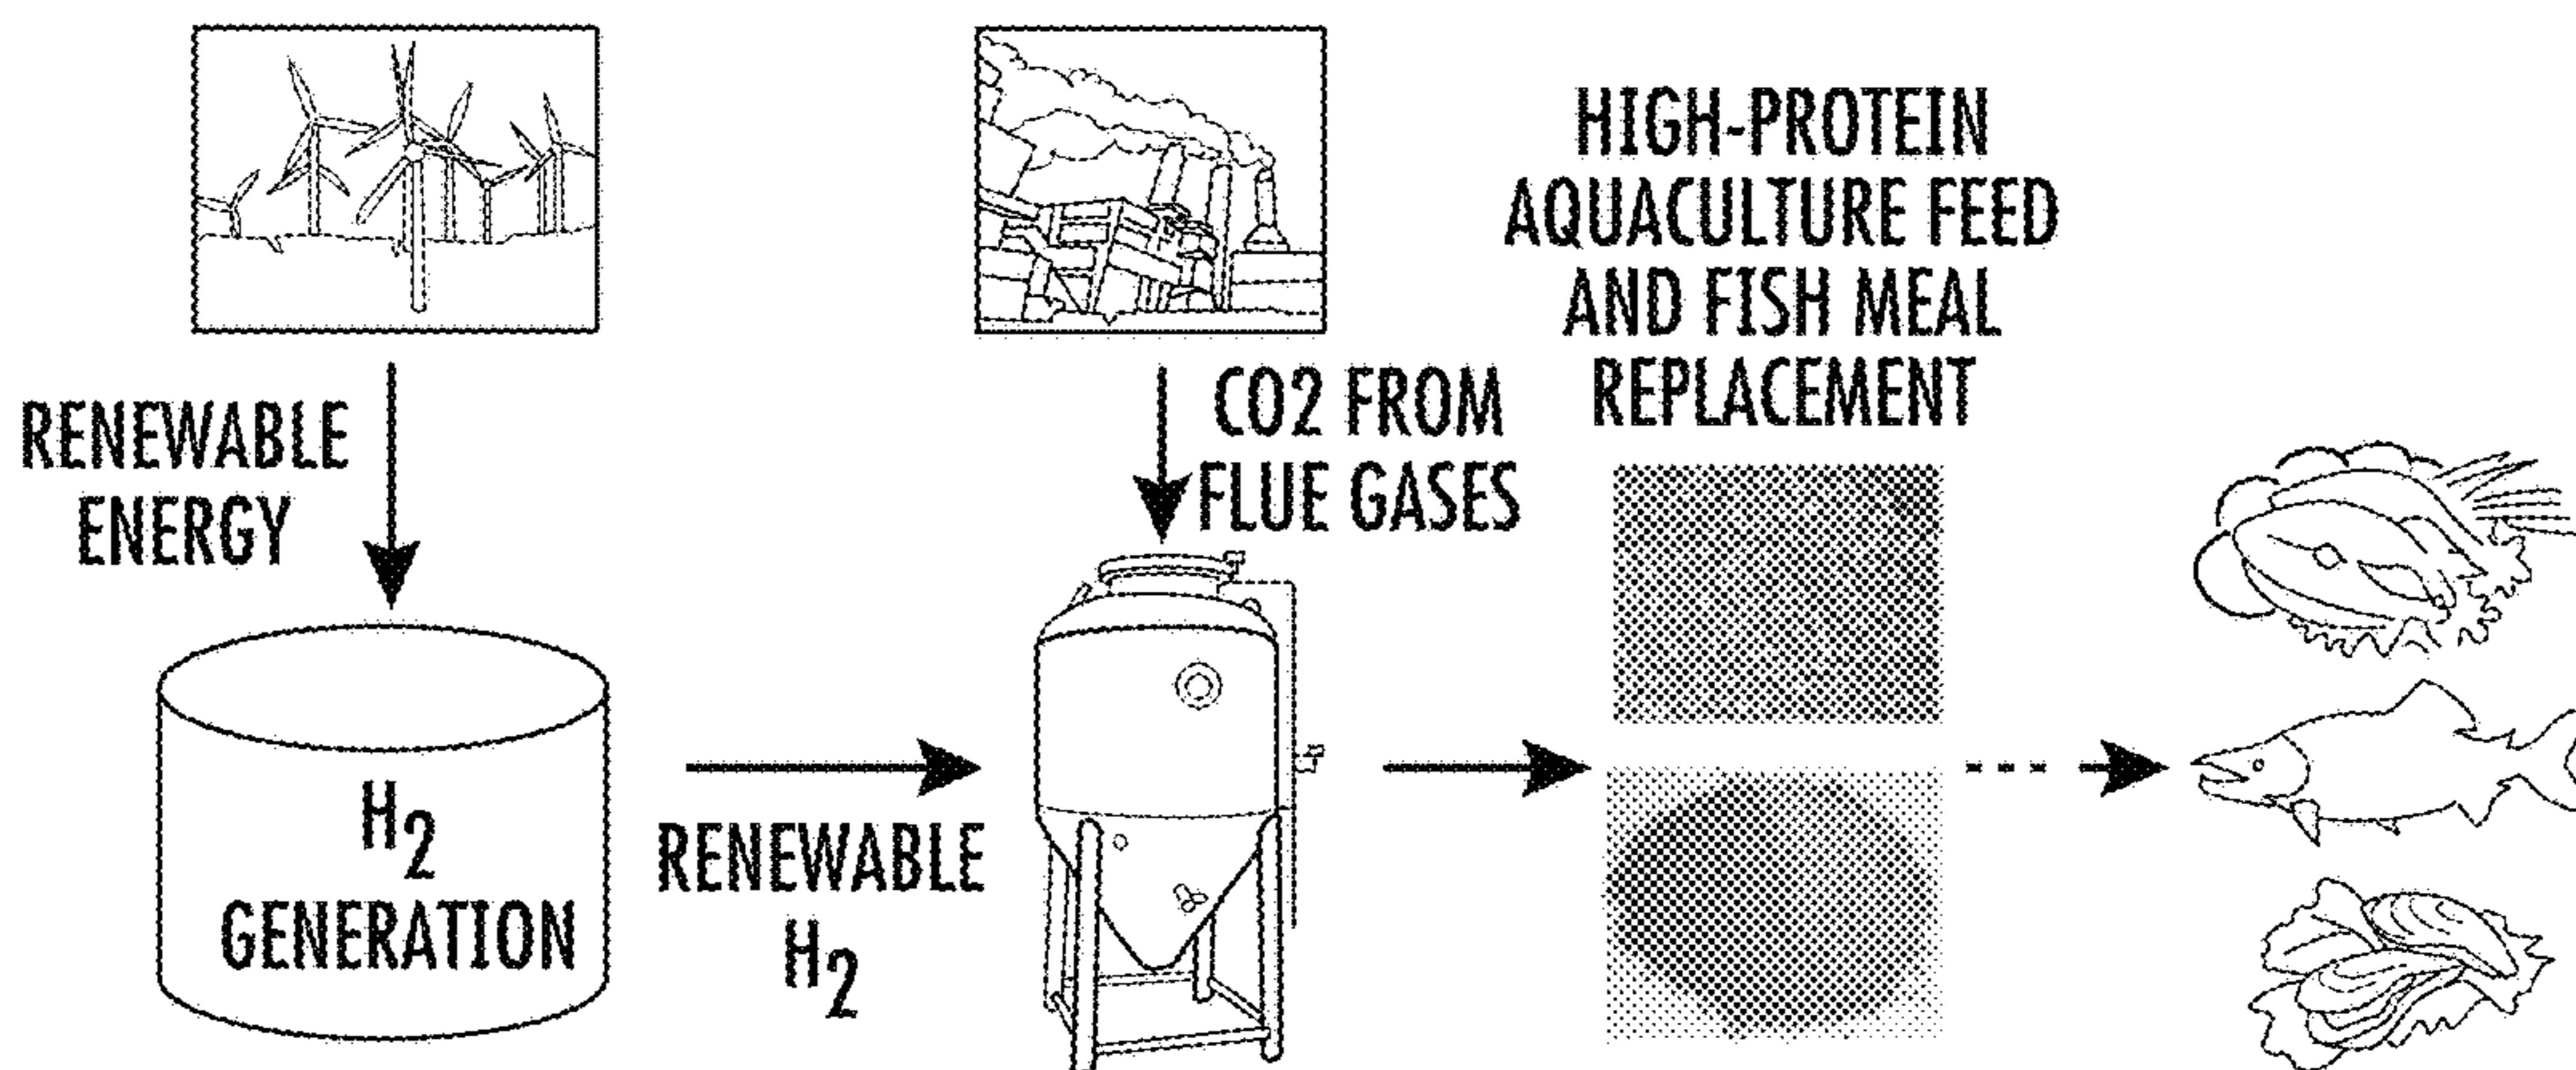 RENEWABLE
ENERGY
H2
GENERATION
RENEWABLE
H2
CO2 FROM
FLUE GASES
HIGH-PROTEIN
AQUACULTURE FEED
AND FISH MEAL
REPLACEMENT